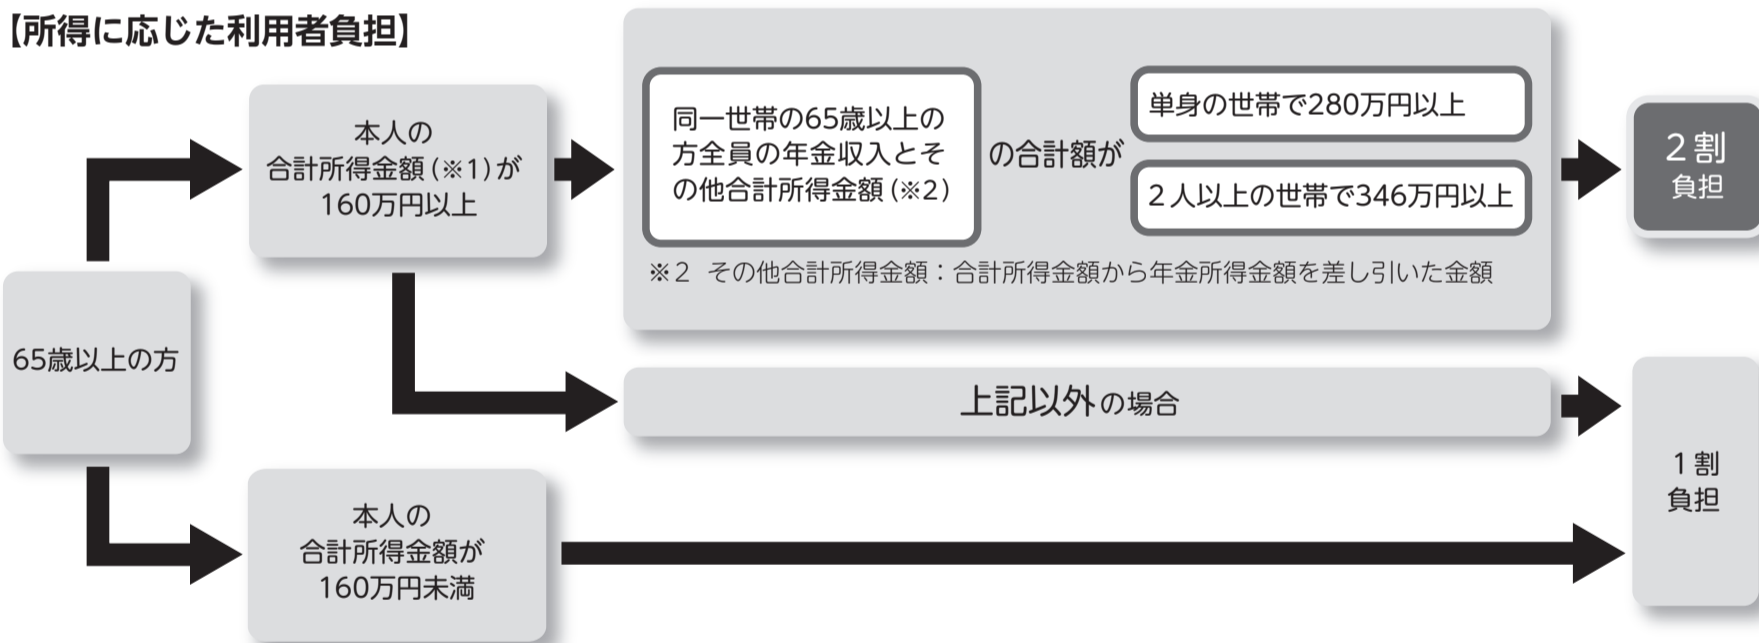 【所得に応じた利用者負担】
65歳以上の方
本人の
合計所得金額(※1)が
160万円以上
同一世帯の65歳以上の
方全員の年金収入とそ
の他合計所得金額(※2)
の合計額が
単身の世帯で280万円以上
2人以上の世帯で346万円以上
※2 その他合計所得金額：合計所得金額から年金所得金額を差し引いた金額
2割
負担
上記以外の場合
本人の
合計所得金額が
160万円未満
1割
負担